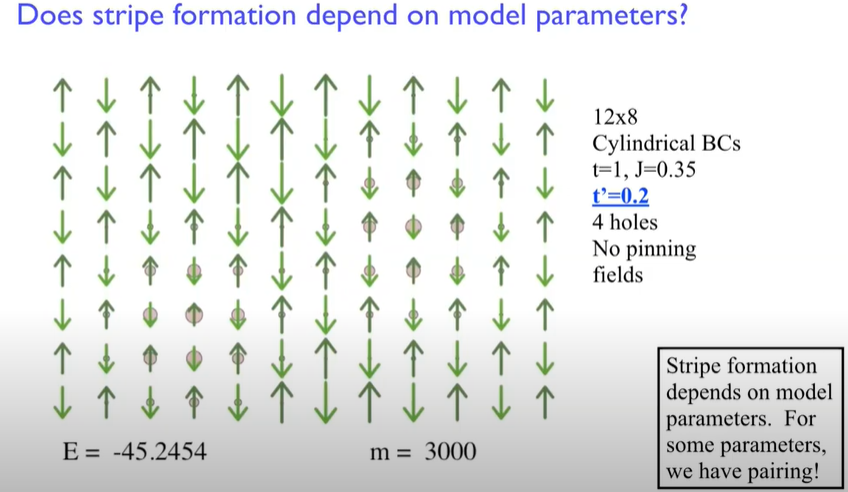 Does stripe formation depend on model parameters?
12x8
Cylindrical BCs
t=1, J=0.35
t'=0.2
4 holes
No pinning
fields
Stripe formation
depends on model
parameters. For
some parameters,
we have pairing!
E = -45.2454
m = 3000